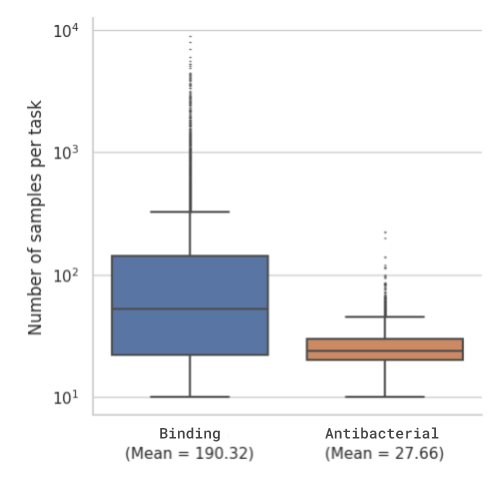 Number of samples per task
10⁴
10³
10²
10¹
Binding
(Mean = 190.32)
Antibacterial
(Mean = 27.66)